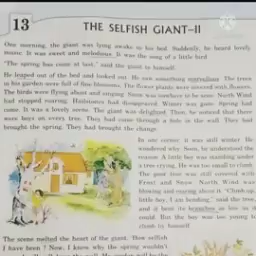 13
THE SELFISH GIANT-II
One morning, the giant was lying awake in his bed. Suddenly, he heard lovely
music. It was sweet and melodious. It was the song of a little bird.
'The spring has come at last,' said the giant to himself.
He leaped out of the bed and looked out. He saw something The trees
in his garden were full of fine blossoms. The flower plants were covered with flowers.
The birds were flying about and singing. Snow was nowhere to be seen. North Wind
had stopped roaring. Hailstones had disappeared. Winter was gone. Spring had
come. It was a lovely scene. The giant was delighted. Then, he noticed that there
were boys on every tree. They had come through a hole in the wall. They had
brought the spring. They had brought the change.
In one corner it was still winter. He
wondered why. Soon, he understood the
reason. A little boy was standing under
a tree crying. He was too small to climb.
The poor tree was still covered with
Frost and Snow. North Wind was
blowing and roaring above it. "Climb up,
little boy, I am bending," said the tree,
and it bent its branches as low as it
could. But the boy was too young to
climb by himself.
The scene melted the heart of the giant. "How selfish
I have been ! Now, I know why the spring wouldn't